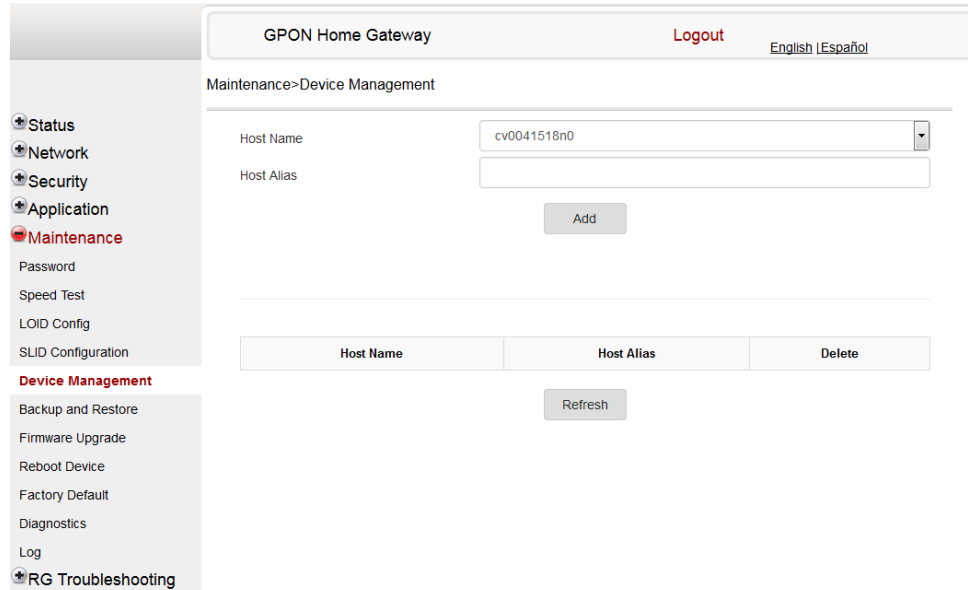 GPON Home Gateway
Logout
English |Español
Maintenance>Device Management
Status
Network
Security
Application
Maintenance
Password
Speed Test
LOID Config
SLID Configuration
Device Management
Backup and Restore
Firmware Upgrade
Reboot Device
Factory Default
Diagnostics
Log
RG Troubleshooting
Host Name
cv0041518n0
Host Alias
Add
Host Name Host Alias Delete
Refresh